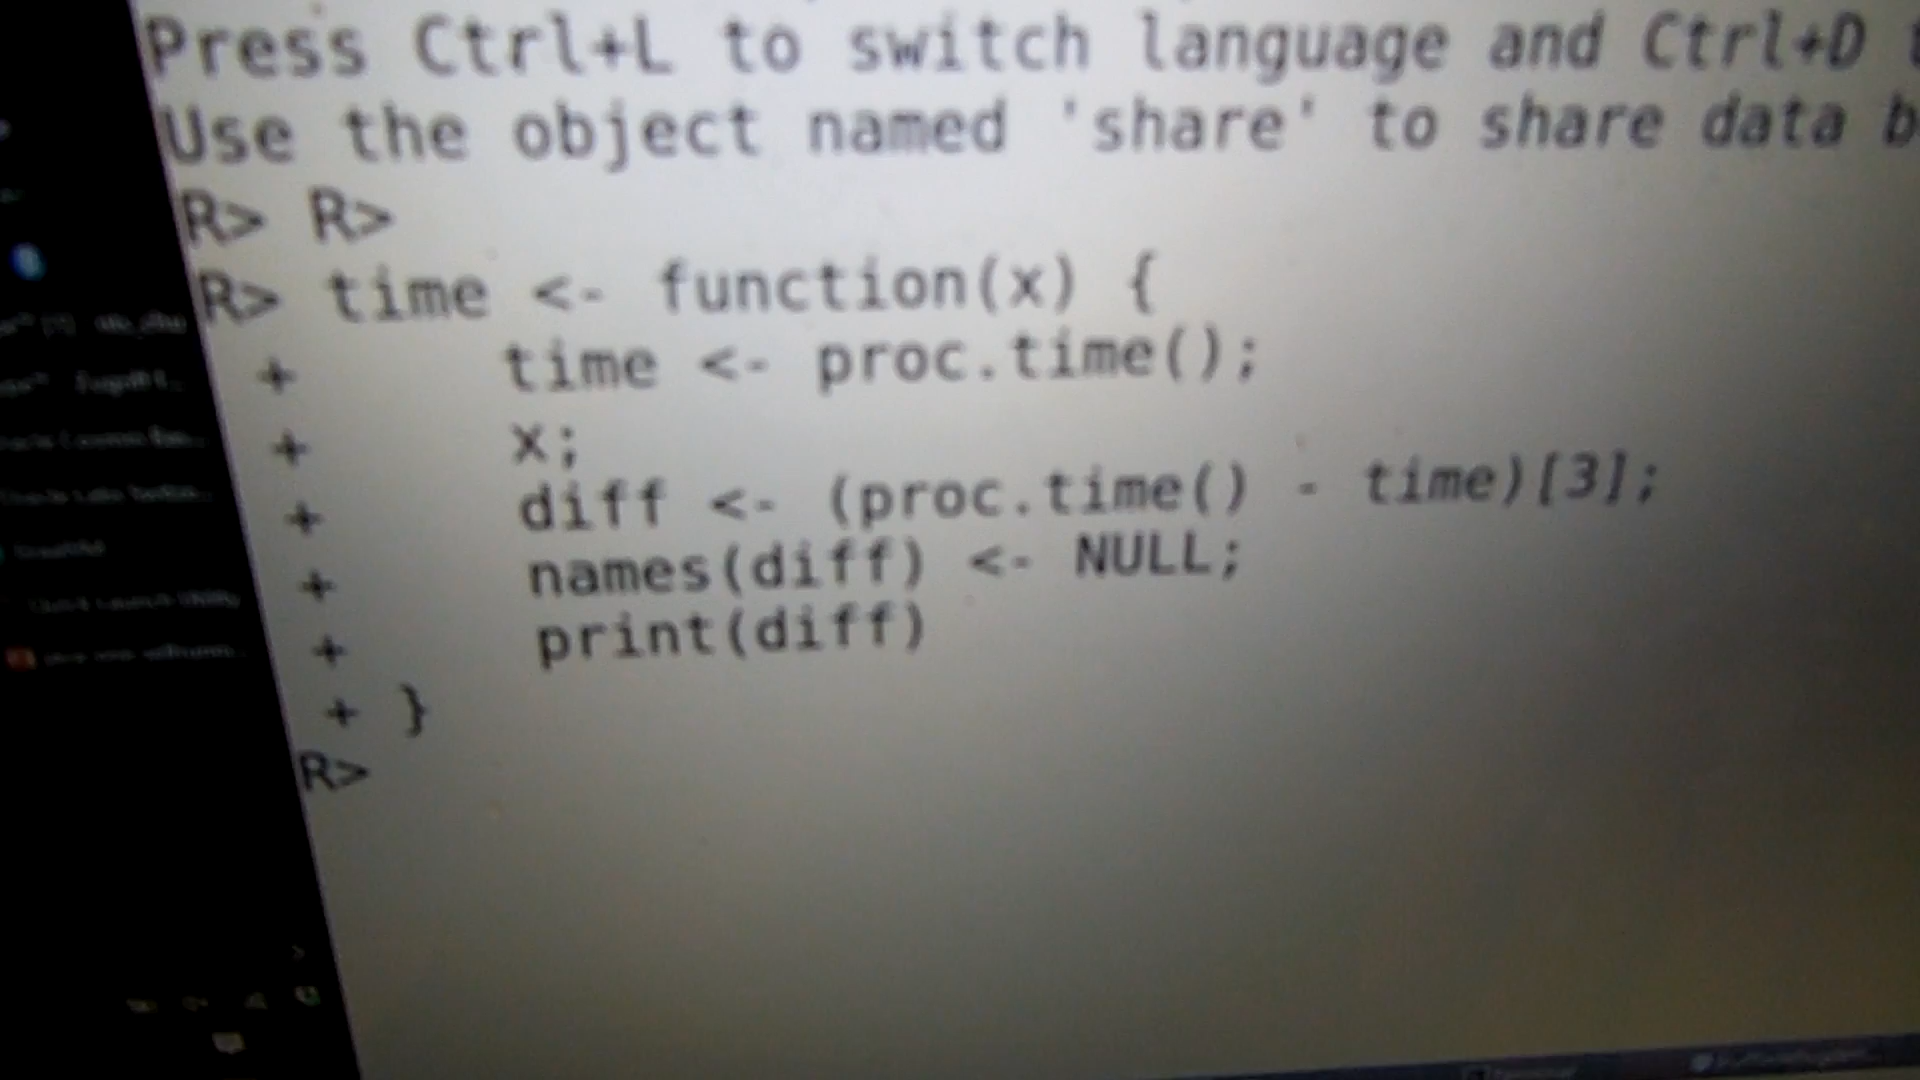 Press Ctrl+L to switch language and Ctrl+D
Use the object named 'share' to share data b
R> R>
R> time <- function(x) {
+ time <- proc.time();
+ x;
+ diff <- (proc.time() - time)[3];
+ names(diff) <- NULL;
+ print(diff)
+ }
R>